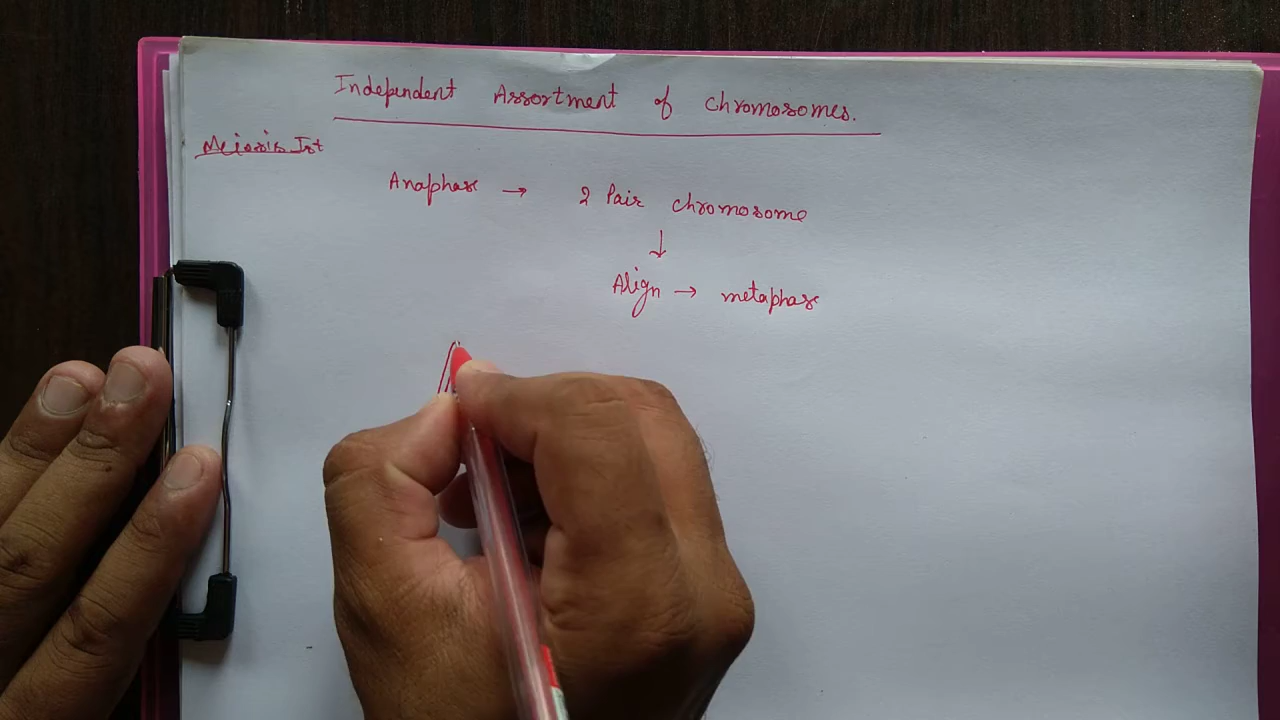 Independent Assortment of Chromosomes.
Meiosis Ist
Anaphase → 2 Pair chromosome
↓
Align → metaphase